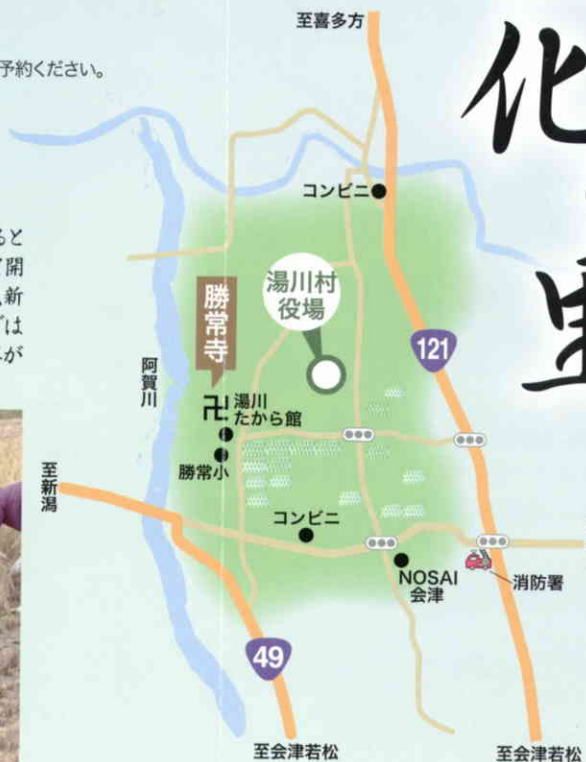 至喜多方
予約ください。
化
コンビニ
ると
開
新
では
が
湯川村
役場
勝常寺
里
121
阿賀川
卍 湯川
たから館
勝常小
至新潟
コンビニ
NOSAI
会津
消防署
49
至会津若松
至会津若松